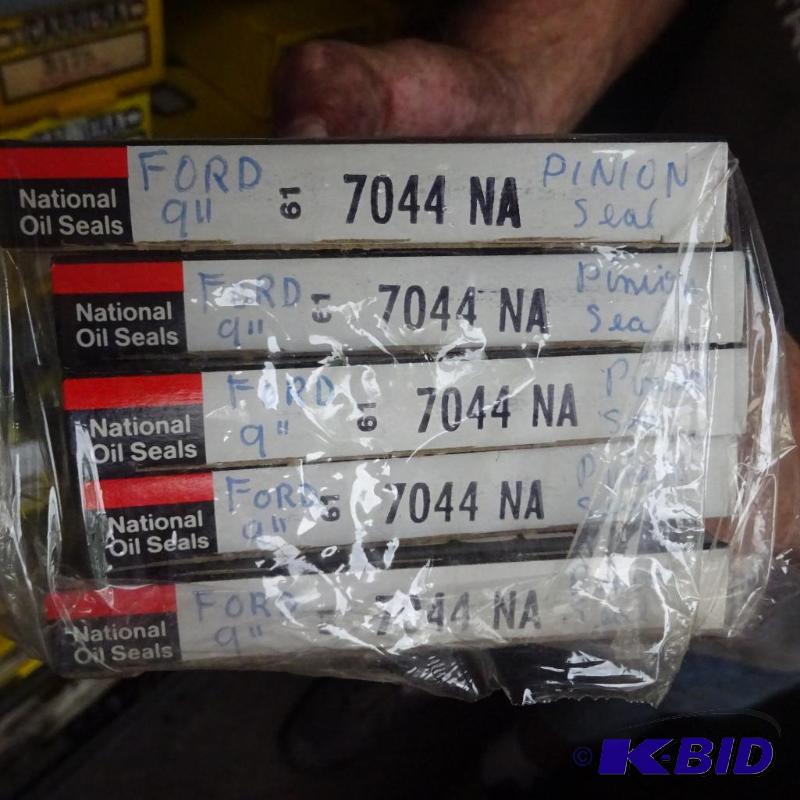 FORD 61 7044 NA PINION
National 9" Seal
Oil Seals
FORD 61 7044 NA Pinion
National 9" Seal
Oil Seals
FORD 61 7044 NA
National 9"
Oil Seals
FORD 61 7044 NA
National 9"
Oil Seals
FORD 7044 NA
National 9"
Oil Seals
© K-BID